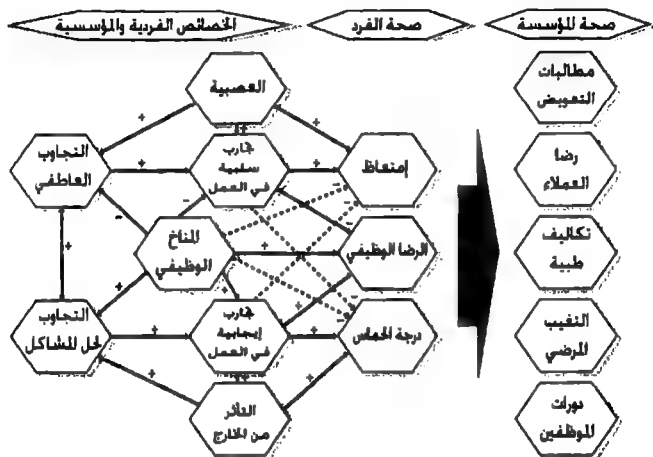 صحة المؤسسة
صحة الفرد
الخصائص الفردية والمؤسسية
مطالبات
التعويض
رضا
العملاء
تكاليف
طبية
التغيب
المرضي
دورات
الموظفين
إمتعاظ
الرضا الوظيفي
درجة الحماس
العصبية
تجارب
سلبية
في العمل
المناخ
الوظيفي
تجارب
إيجابية
في العمل
التأثر
من الخارج
التجاوب
العاطفي
التجاوب
لحل المشاكل